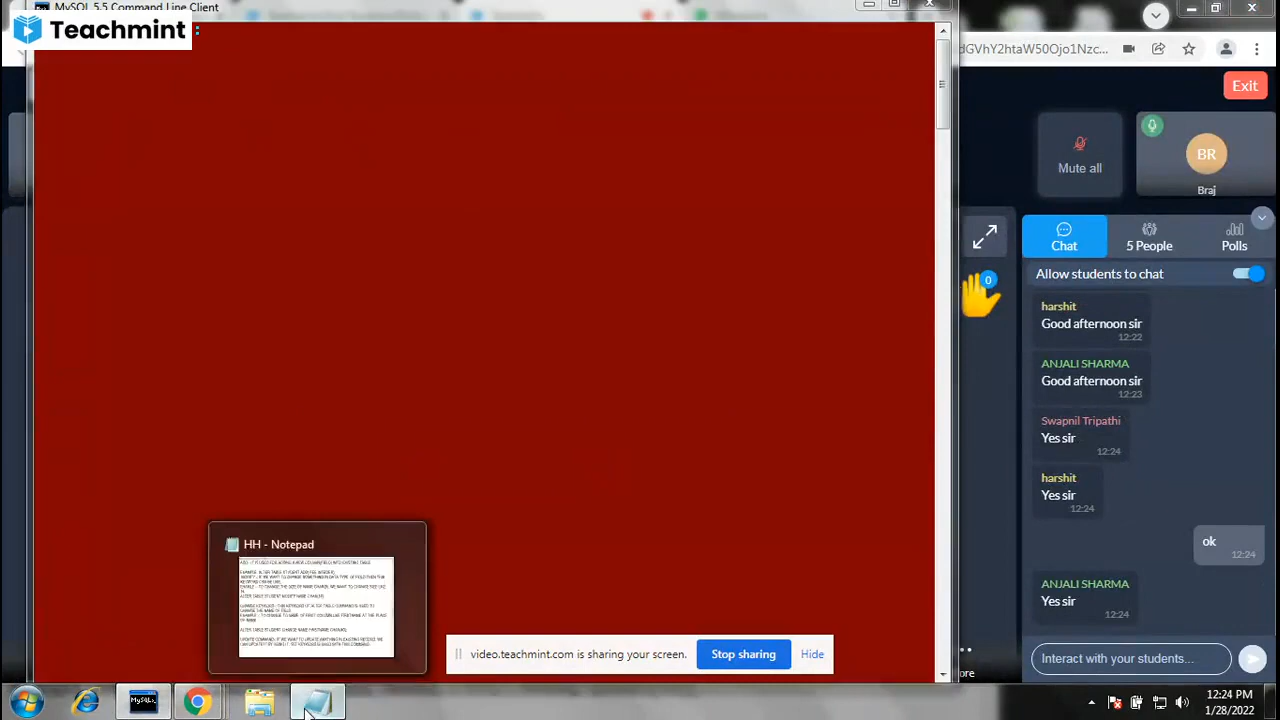 MySQL 5.5 Command Line Client
Teachmint
dGVhY2htaW50Ojo1Nzc...
Exit
Mute all
BR
Braj
Chat
5 People
Polls
Allow students to chat
0
harshit
Good afternoon sir
12:22
ANJALI SHARMA
Good afternoon sir
12:23
Swapnil Tripathi
Yes sir
12:24
harshit
Yes sir
12:24
ok
12:24
ANJALI SHARMA
Yes sir
12:24
HH - Notepad
video.teachmint.com is sharing your screen.
Stop sharing
Hide
Interact with your students...
ore
12:24 PM
1/28/2022